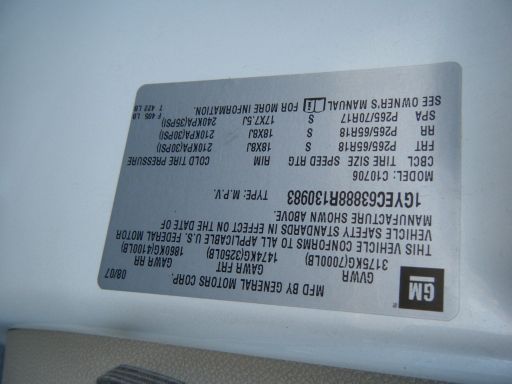 GM
MFD BY GENERAL MOTORS CORP.
08/07
GVWR
GAWR FRT
GAWR RR
3175KG(7000LB)
1474KG(3250LB)
1860KG(4100LB)
THIS VEHICLE CONFORMS TO ALL APPLICABLE U.S. FEDERAL MOTOR
VEHICLE SAFETY STANDARDS IN EFFECT ON THE DATE OF
MANUFACTURE SHOWN ABOVE.
1GYEC63888R130983
TYPE: M.P.V.
MODEL: C10706
CBCL TIRE SIZE SPEED RTG RIM COLD TIRE PRESSURE
FRT P265/65R18 S 18X8J 210KPA(30PSI)
RR P265/65R18 S 18X8J 210KPA(30PSI)
SPA P265/70R17 S 17X7.5J 240KPA(35PSI)
SEE OWNER'S MANUAL FOR MORE INFORMATION.
F 405 LB
T 422 LB